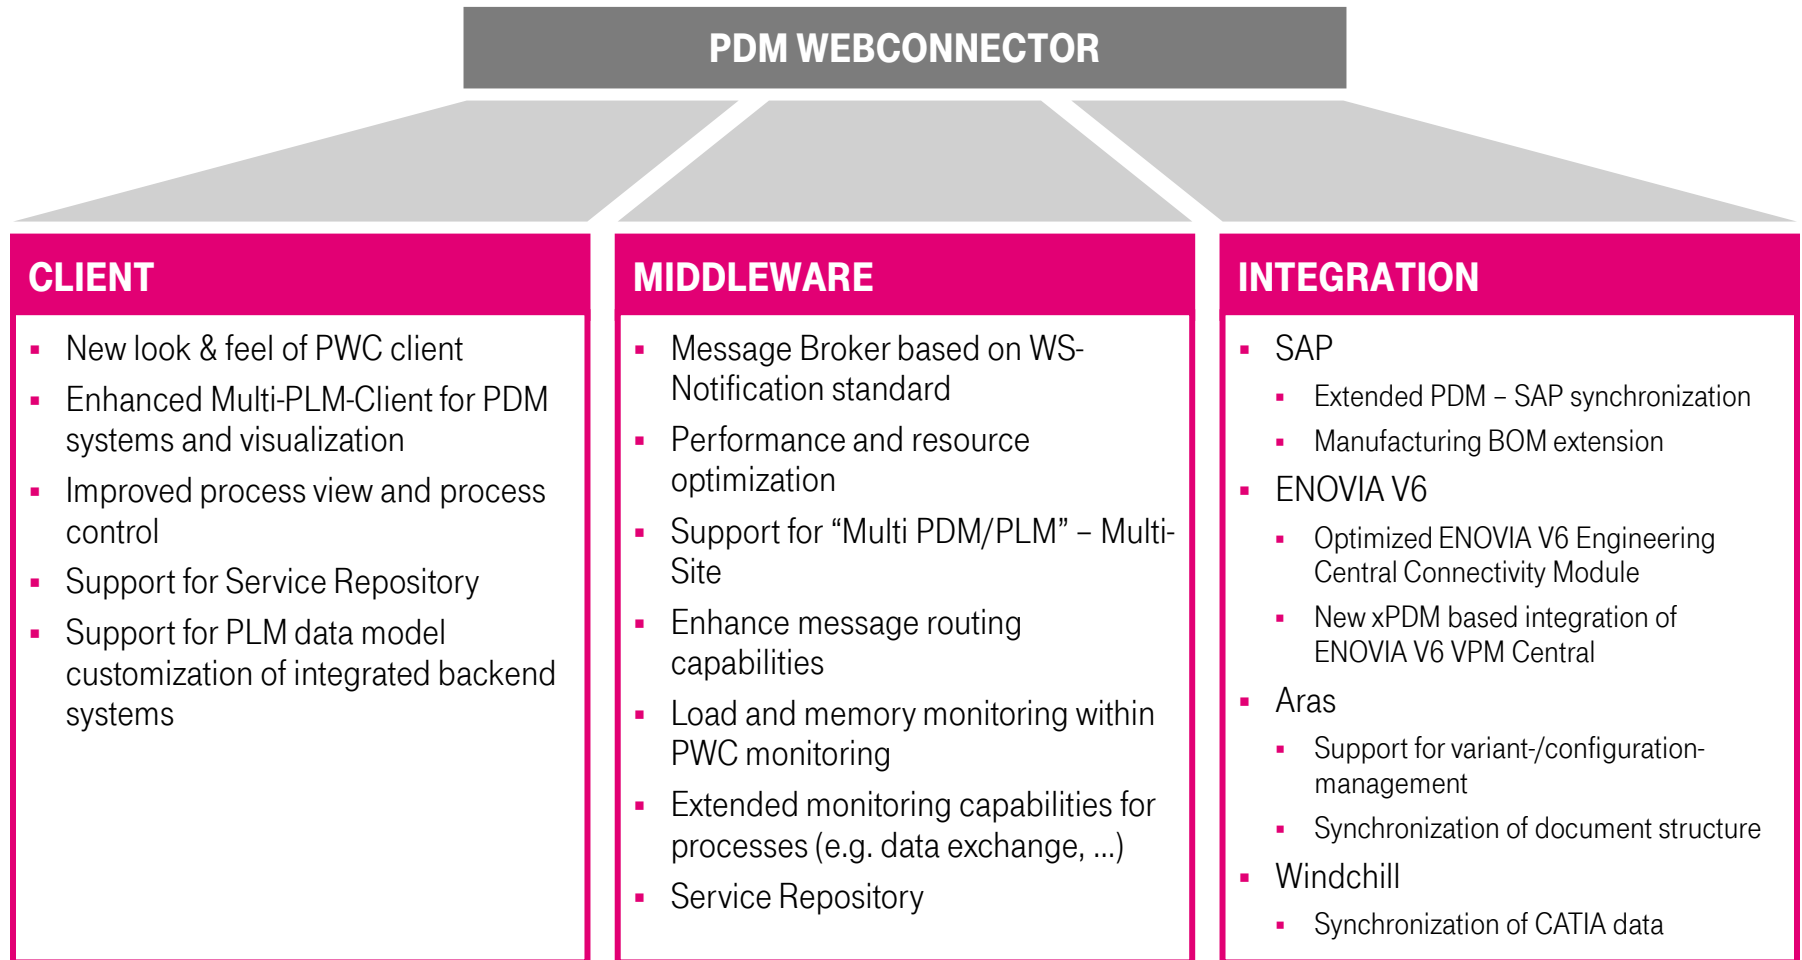 PDM WEBCONNECTOR
CLIENT
▪ New look & feel of PWC client
▪ Enhanced Multi-PLM-Client for PDM
systems and visualization
▪ Improved process view and process
control
▪ Support for Service Repository
▪ Support for PLM data model
customization of integrated backend
systems
MIDDLEWARE
▪ Message Broker based on WS-
Notification standard
▪ Performance and resource
optimization
▪ Support for “Multi PDM/PLM” – Multi-
Site
▪ Enhance message routing
capabilities
▪ Load and memory monitoring within
PWC monitoring
▪ Extended monitoring capabilities for
processes (e.g. data exchange, ...)
▪ Service Repository
INTEGRATION
▪ SAP
▪ Extended PDM – SAP synchronization
▪ Manufacturing BOM extension
▪ ENOVIA V6
▪ Optimized ENOVIA V6 Engineering
Central Connectivity Module
▪ New xPDM based integration of
ENOVIA V6 VPM Central
▪ Aras
▪ Support for variant-/configuration-
management
▪ Synchronization of document structure
▪ Windchill
▪ Synchronization of CATIA data